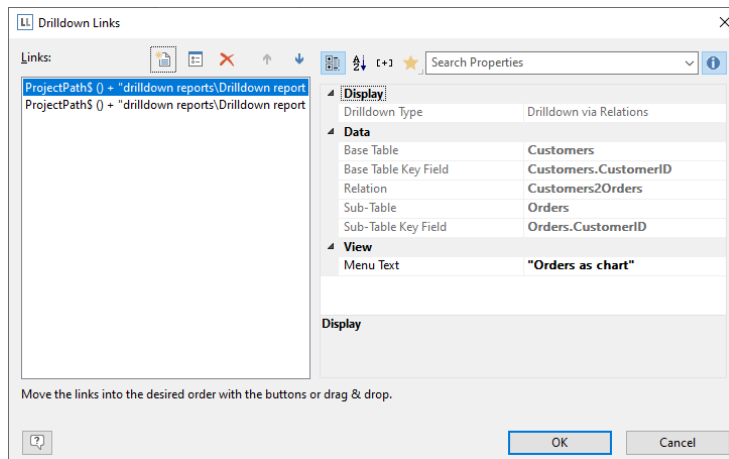 LL Drilldown Links
Links:
[+]
Search Properties
ProjectPath$ () + "drilldown reports\Drilldown report
ProjectPath$ () + "drilldown reports\Drilldown report
Display
Drilldown Type Drilldown via Relations
Data
Base Table Customers
Base Table Key Field Customers.CustomerID
Relation Customers2Orders
Sub-Table Orders
Sub-Table Key Field Orders.CustomerID
View
Menu Text "Orders as chart"
Display
Move the links into the desired order with the buttons or drag & drop.
OK Cancel